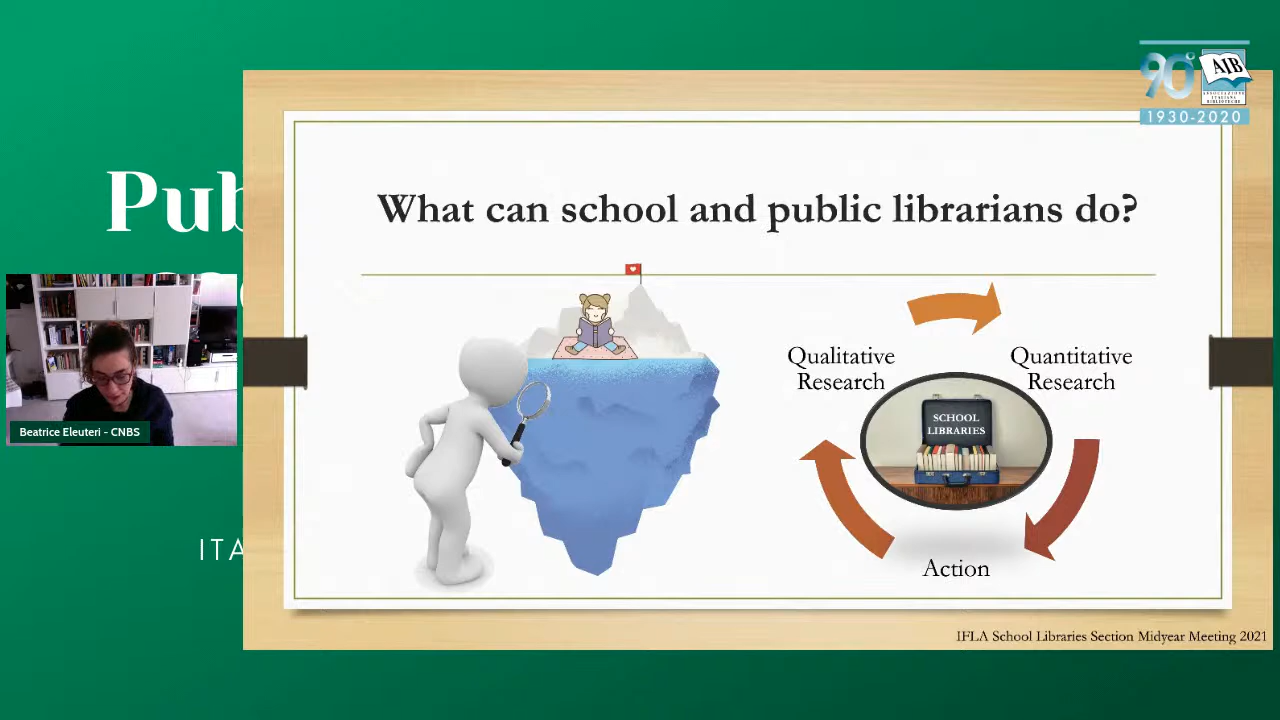 90°
AIB
ASSOCIAZIONE
ITALIANA
BIBLIOTECHE
1930-2020
Pub
What can school and public librarians do?
Qualitative
Research
Quantitative
Research
SCHOOL
LIBRARIES
Beatrice Eleuteri - CNBS
ITA
Action
IFLA School Libraries Section Midyear Meeting 2021